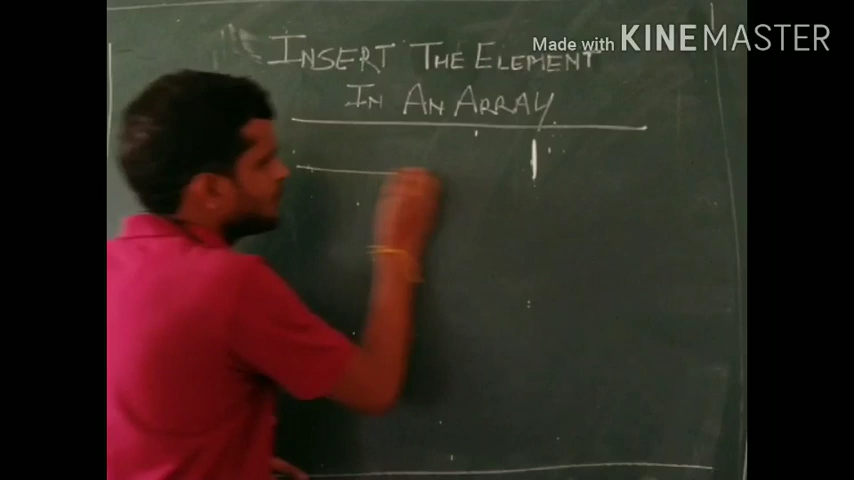 Made with KINEMASTER
INSERT THE ELEMENT
IN AN ARRAY